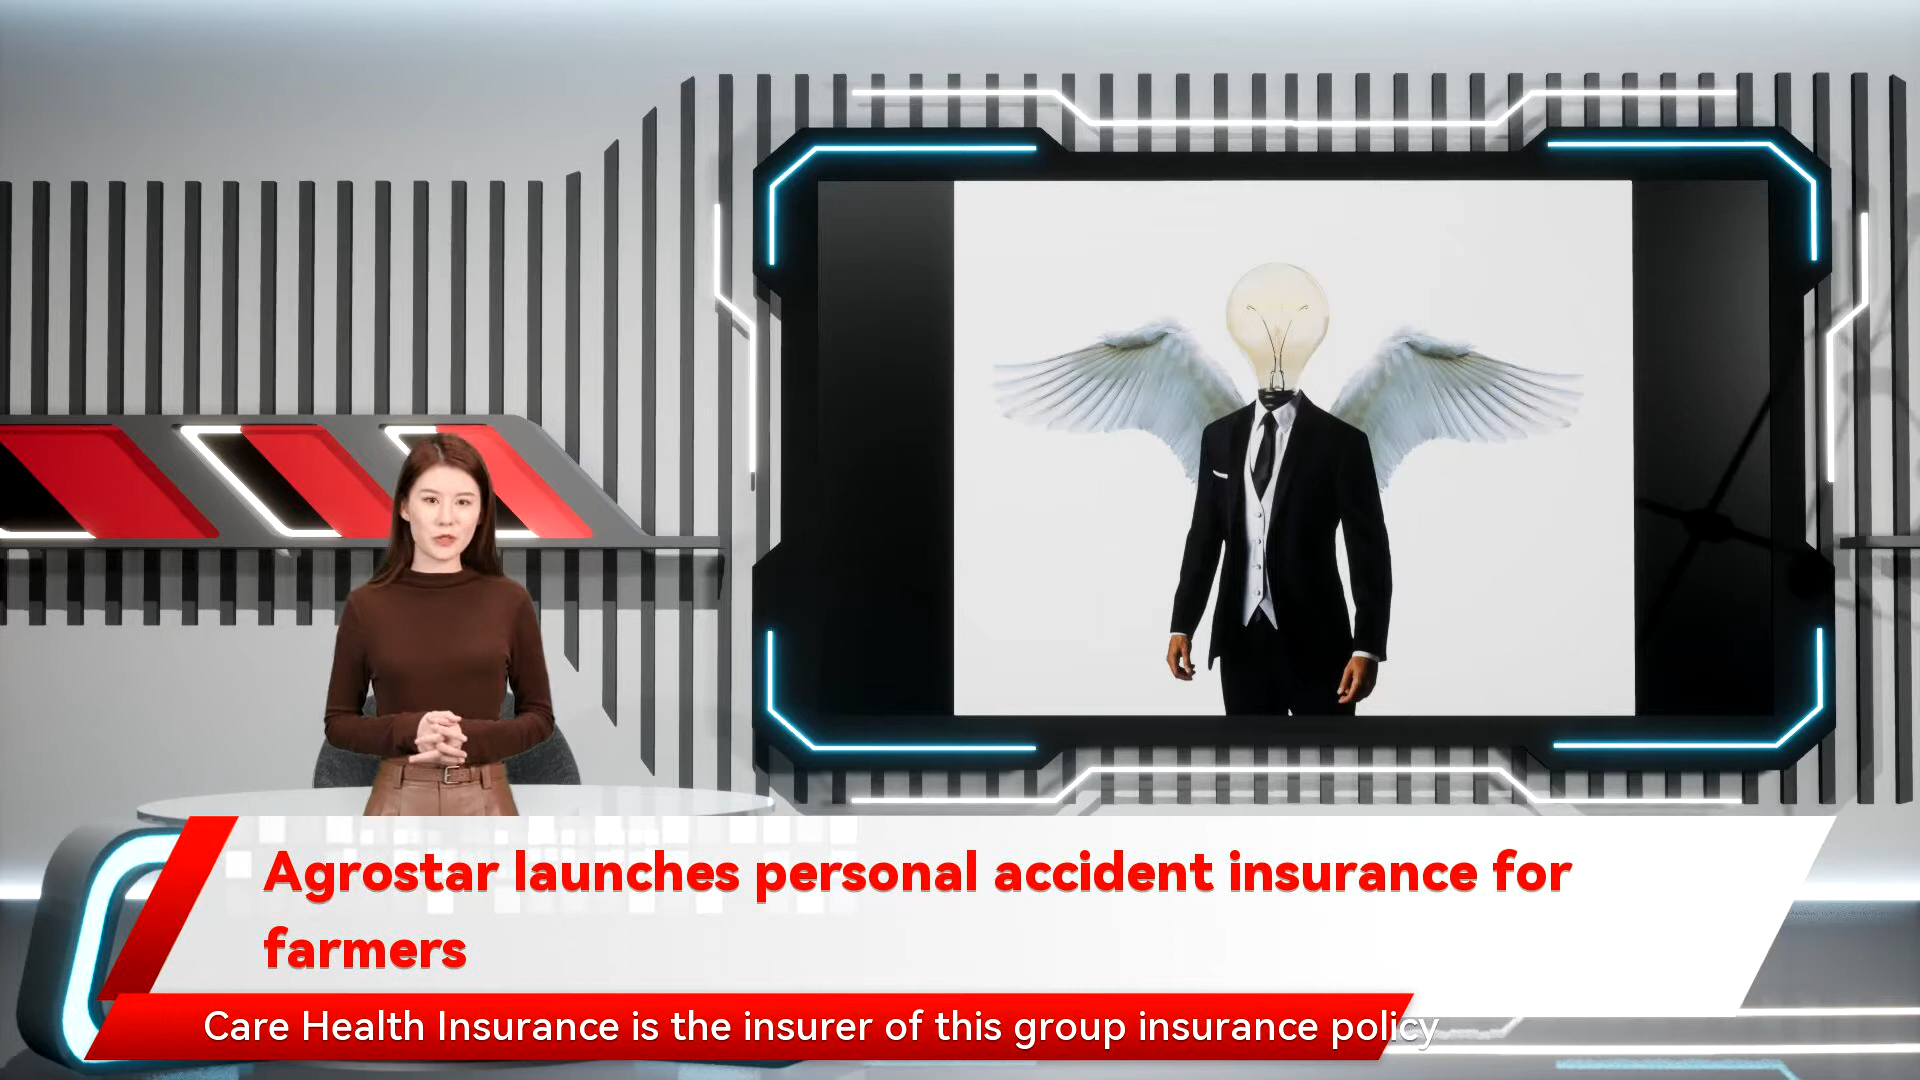 Agrostar launches personal accident insurance for
farmers
Care Health Insurance is the insurer of this group insurance policy